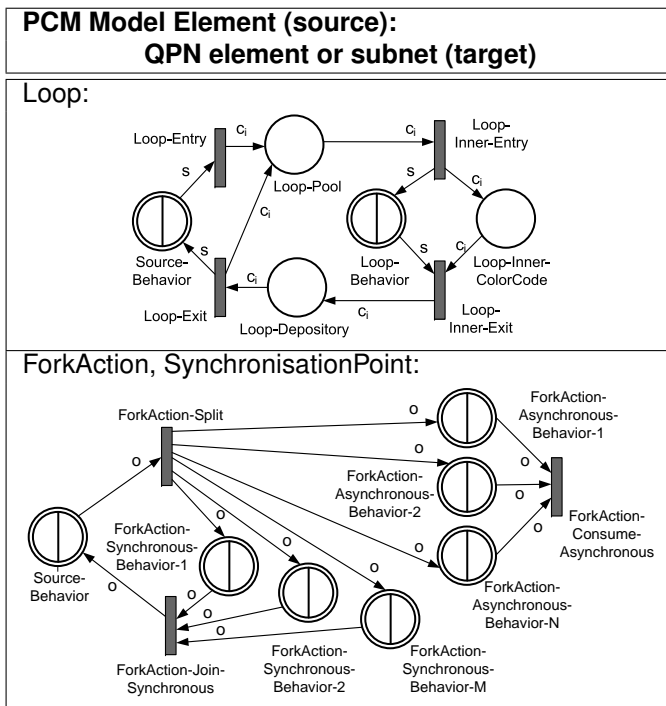 PCM Model Element (source):
QPN element or subnet (target)
Loop:
Loop-Entry
c_i
c_i
Loop-
Inner-Entry
s
Loop-Pool
s
c_i
c_i
Source-
Behavior
s
Loop-
Behavior
s
c_i
Loop-Inner-
ColorCode
c_i
c_i
Loop-Exit
Loop-Depository
Loop-
Inner-Exit
ForkAction, SynchronisationPoint:
ForkAction-Split
o
ForkAction-
Asynchronous-
Behavior-1
o
o
o
ForkAction-
Asynchronous-
Behavior-2
o
o
o
ForkAction-
Consume-
Asynchronous
ForkAction-
Synchronous-
Behavior-1
o
o
o
Source-
Behavior
o
o
o
o
ForkAction-
Asynchronous-
Behavior-N
ForkAction-Join-
Synchronous
ForkAction-
Synchronous-
Behavior-2
ForkAction-
Synchronous-
Behavior-M